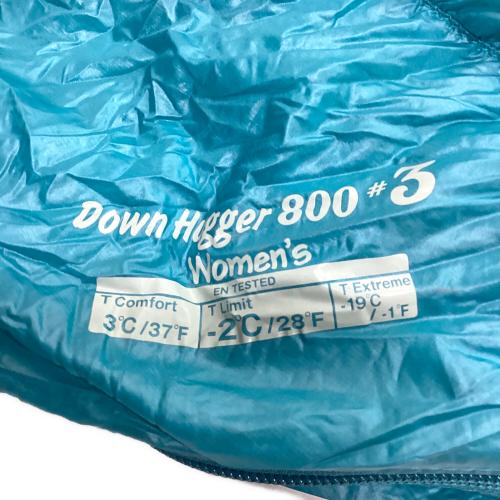 Down Hugger 800 #3
Women's
EN TESTED
T Comfort T Limit T Extreme
3°C/37°F -2°C/28°F -19°C/-1°F